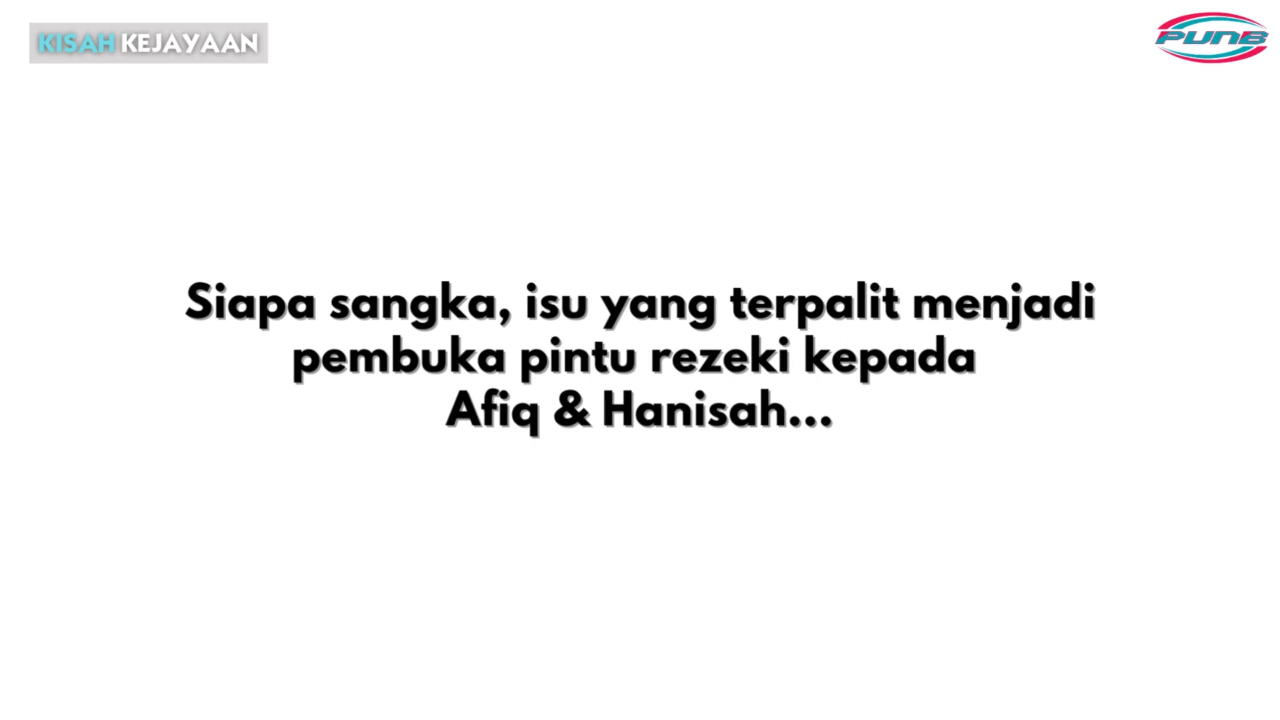 KISAH KEJAYAAN
PUNB
Siapa sangka, isu yang terpalit menjadi
pembuka pintu rezeki kepada
Afiq & Hanisah...